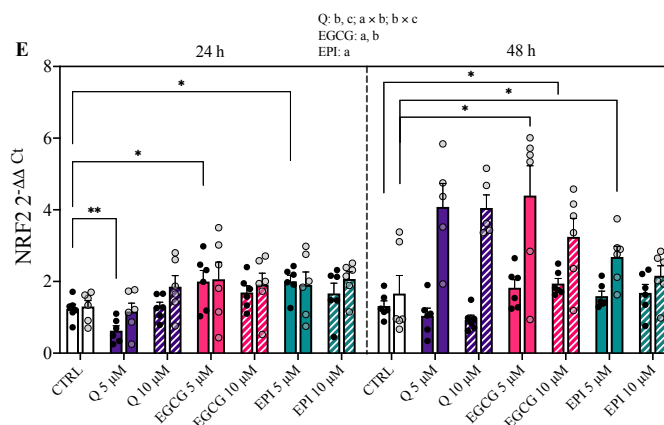 Q: b, c; a × b; b × c
EGCG: a, b
EPI: a
E
24 h
48 h
NRF2 2-ΔΔ Ct
8
6
4
2
0
*
*
**
*
*
*
CTRL
Q 5 µM
Q 10 µM
EGCG 5 µM
EGCG 10 µM
EPI 5 µM
EPI 10 µM
CTRL
Q 5 µM
Q 10 µM
EGCG 5 µM
EGCG 10 µM
EPI 5 µM
EPI 10 µM